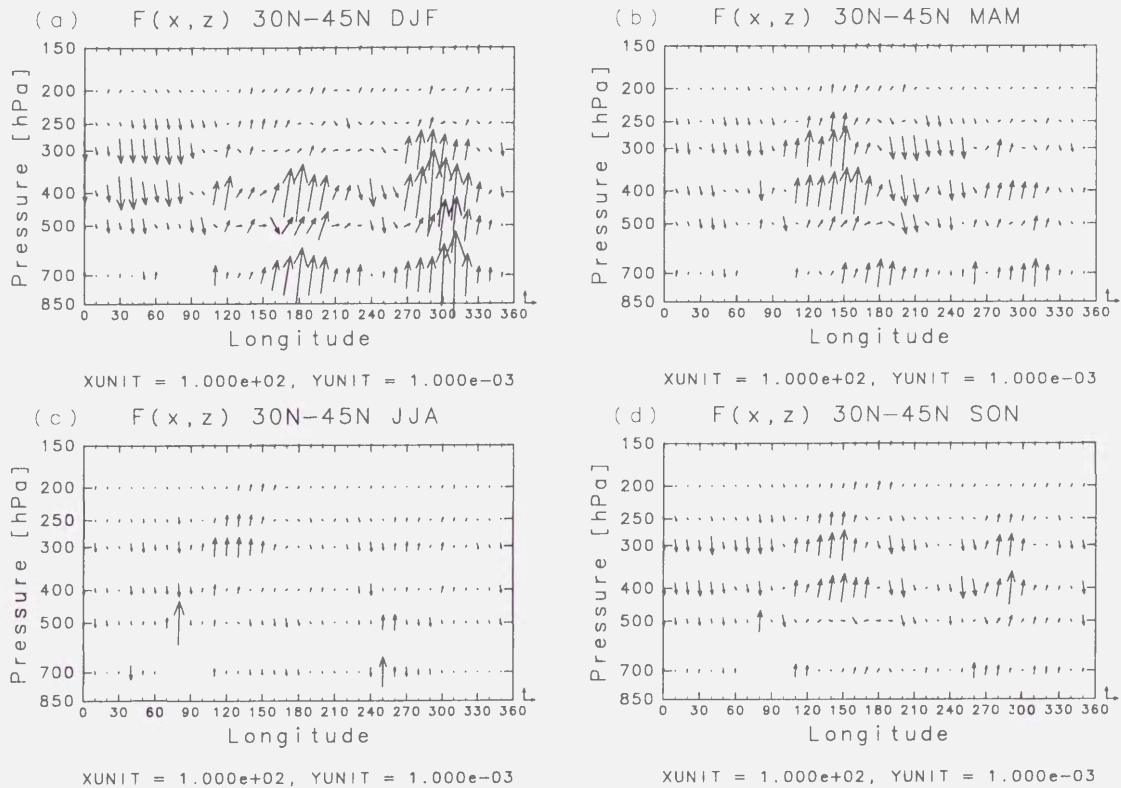 (a) F(x,z) 30N-45N DJF
Pressure [hPa]
150
200
250
300
400
500
700
850
0 30 60 90 120 150 180 210 240 270 300 330 360
Longitude
XUNIT = 1.000e+02, YUNIT = 1.000e-03
(b) F(x,z) 30N-45N MAM
Pressure [hPa]
150
200
250
300
400
500
700
850
0 30 60 90 120 150 180 210 240 270 300 330 360
Longitude
XUNIT = 1.000e+02, YUNIT = 1.000e-03
(c) F(x,z) 30N-45N JJA
Pressure [hPa]
150
200
250
300
400
500
700
850
0 30 60 90 120 150 180 210 240 270 300 330 360
Longitude
XUNIT = 1.000e+02, YUNIT = 1.000e-03
(d) F(x,z) 30N-45N SON
Pressure [hPa]
150
200
250
300
400
500
700
850
0 30 60 90 120 150 180 210 240 270 300 330 360
Longitude
XUNIT = 1.000e+02, YUNIT = 1.000e-03